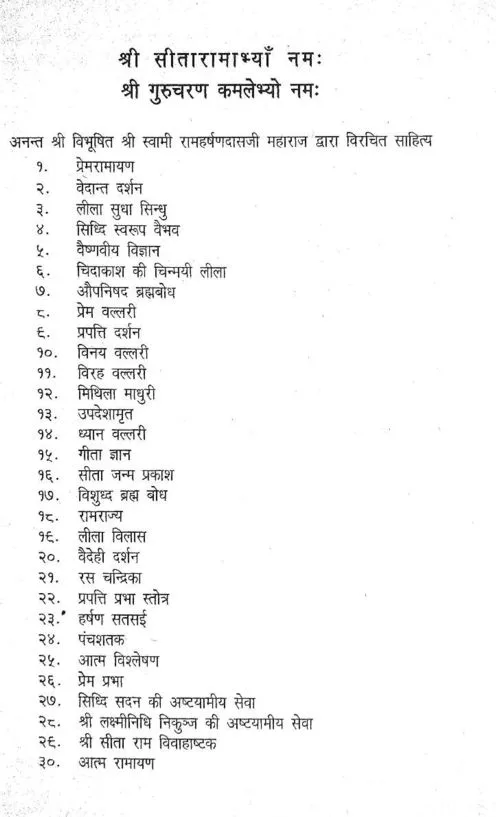 श्री सीतारामाभ्याँ नमः
श्री गुरुचरण कमलेभ्यो नमः
अनन्त श्री विभूषित श्री स्वामी रामहर्षणदासजी महाराज द्वारा विरचित साहित्य
१. प्रेमरामायण
२. वेदान्त दर्शन
३. लीला सुधा सिन्धु
४. सिध्दि स्वरूप वैभव
५. वैष्णवीय विज्ञान
६. चिदाकाश की चिन्मयी लीला
७. औपनिषद ब्रह्मबोध
८. प्रेम वल्लरी
९. प्रपत्ति दर्शन
१०. विनय वल्लरी
११. विरह वल्लरी
१२. मिथिला माधुरी
१३. उपदेशामृत
१४. ध्यान वल्लरी
१५. गीता ज्ञान
१६. सीता जन्म प्रकाश
१७. विशुध्द ब्रह्म बोध
१८. रामराज्य
१९. लीला विलास
२०. वैदेही दर्शन
२१. रस चन्द्रिका
२२. प्रपत्ति प्रभा स्तोत्र
२३. हर्षण सतसई
२४. पंचशतक
२५. आत्म विश्लेषण
२६. प्रेम प्रभा
२७. सिध्दि सदन की अष्टयामीय सेवा
२८. श्री लक्ष्मीनिधि निकुञ्ज की अष्टयामीय सेवा
२९. श्री सीता राम विवाहाष्टक
३०. आत्म रामायण